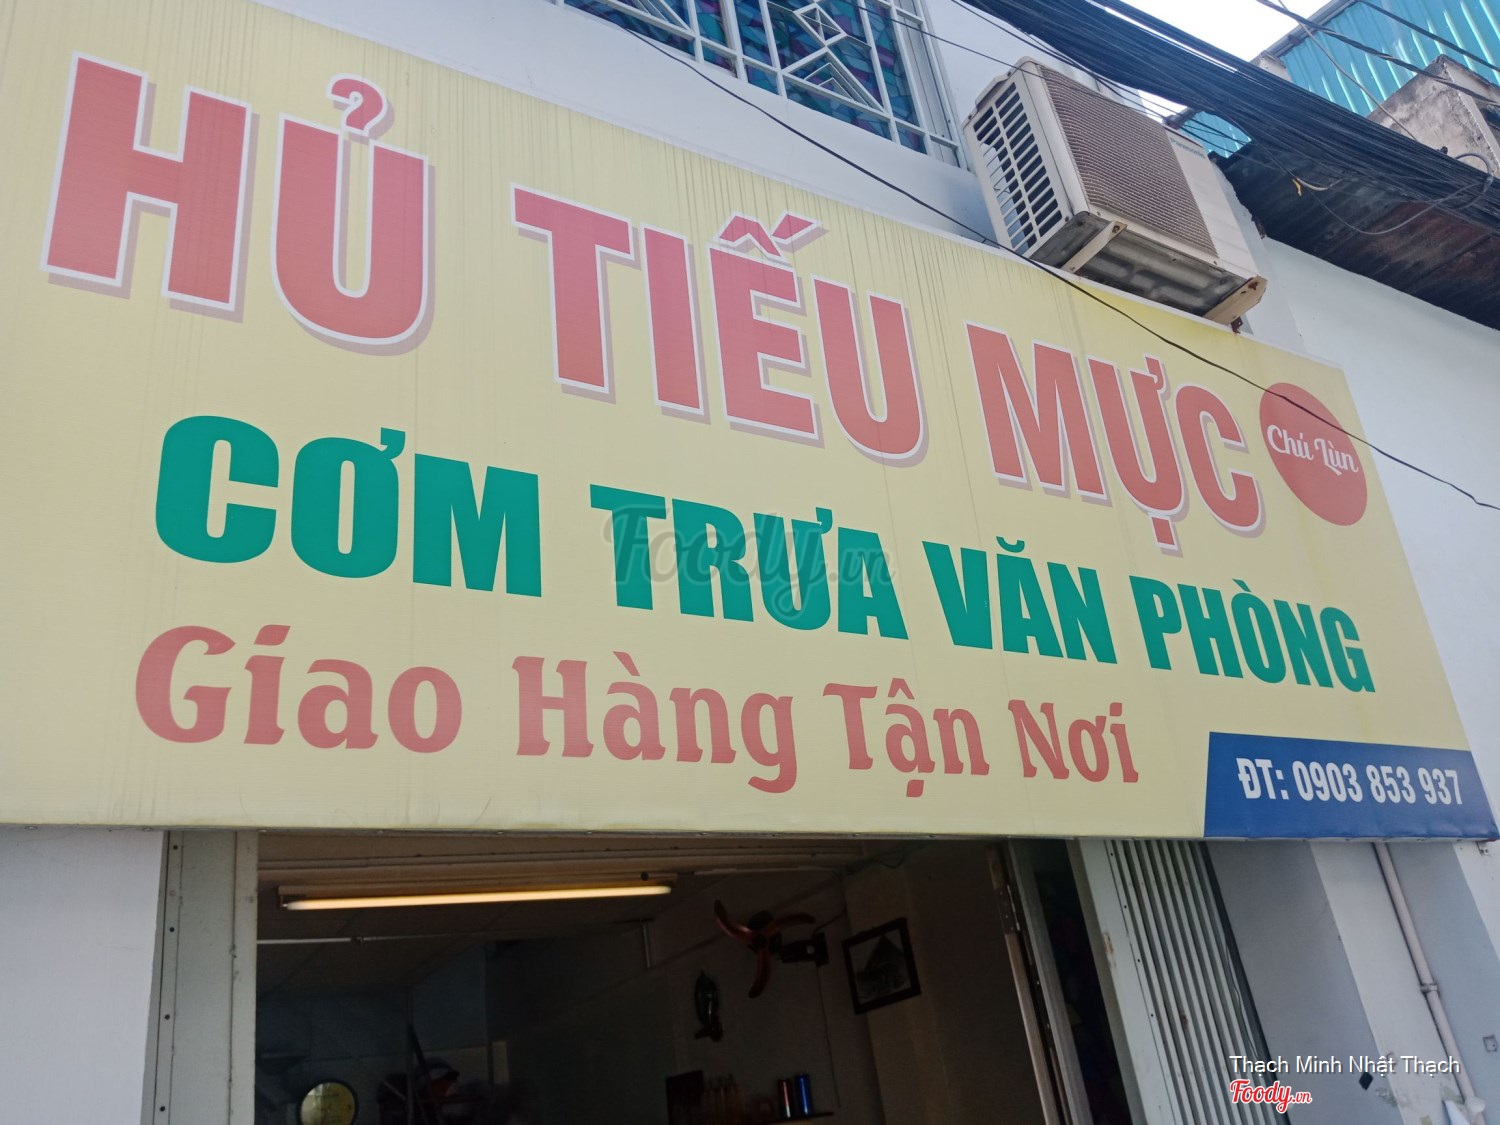 HỦ TIẾU MỰC
Chú Lùn
CƠM TRƯA VĂN PHÒNG
Giao Hàng Tận Nơi
ĐT: 0903 853 937
Foody.vn
Thạch Minh Nhật Thạch
Foody.vn